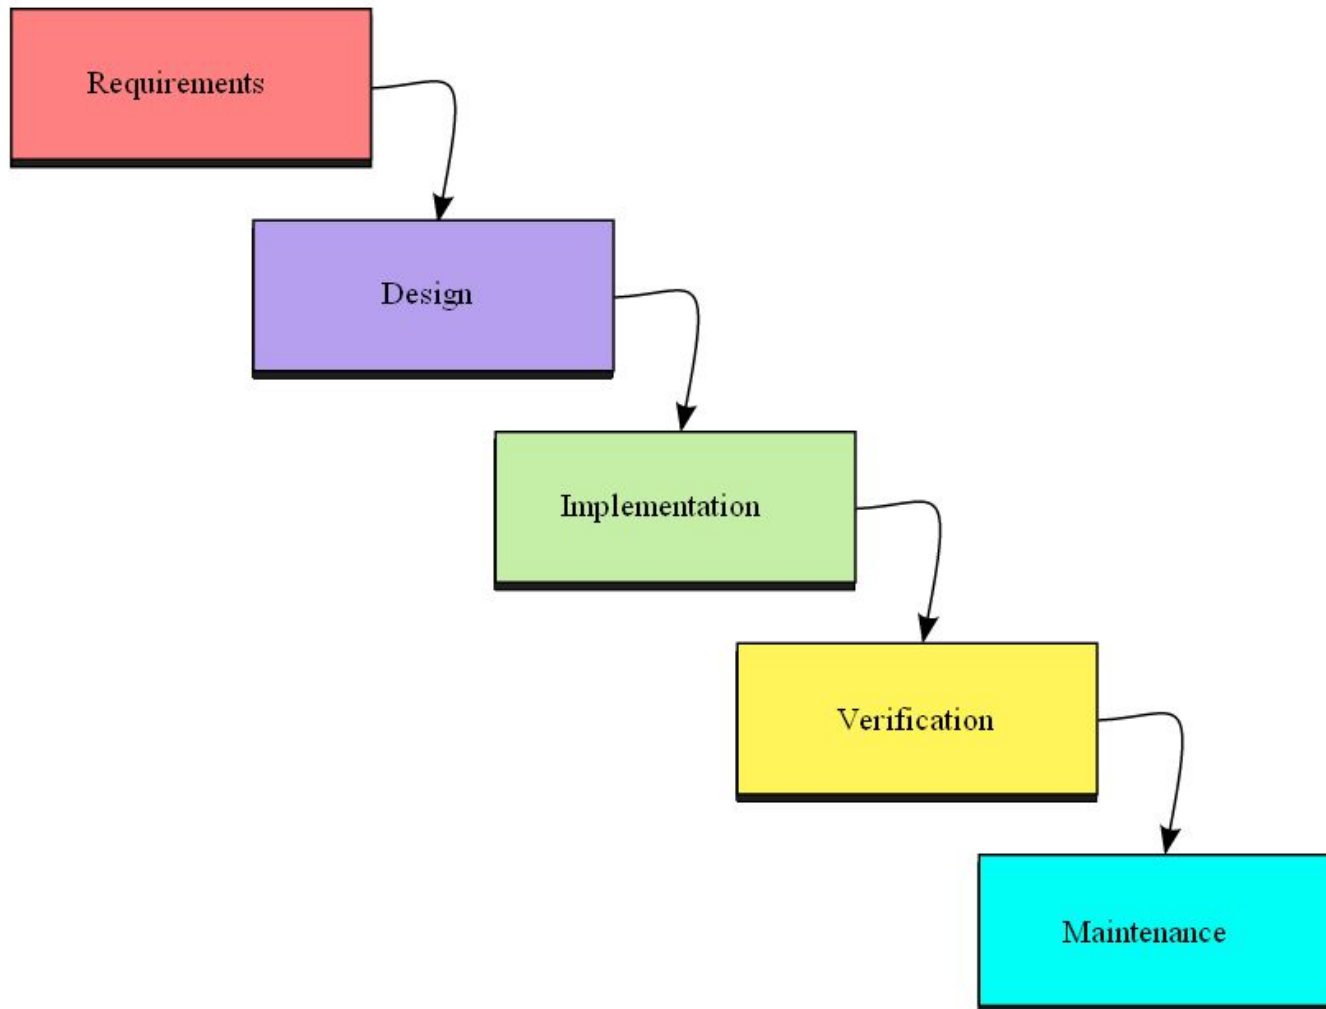 Requirements
Design
Implementation
Verification
Maintenance